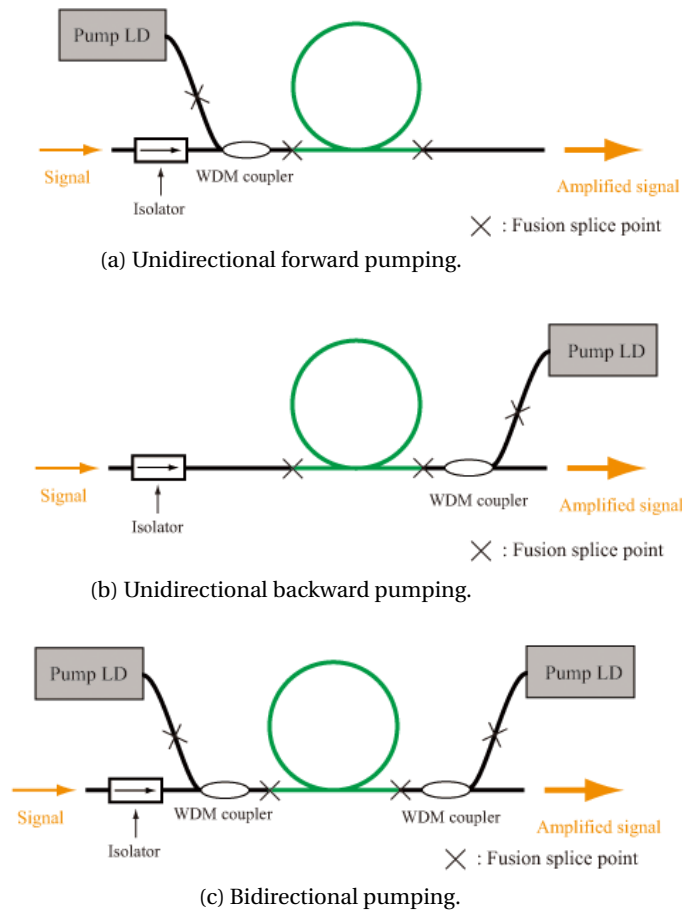 Pump LD
Signal
Isolator
WDM coupler
Amplified signal
: Fusion splice point
(a) Unidirectional forward pumping.
Pump LD
Signal
Isolator
WDM coupler
Amplified signal
: Fusion splice point
(b) Unidirectional backward pumping.
Pump LD
Pump LD
Signal
Isolator
WDM coupler
WDM coupler
Amplified signal
: Fusion splice point
(c) Bidirectional pumping.